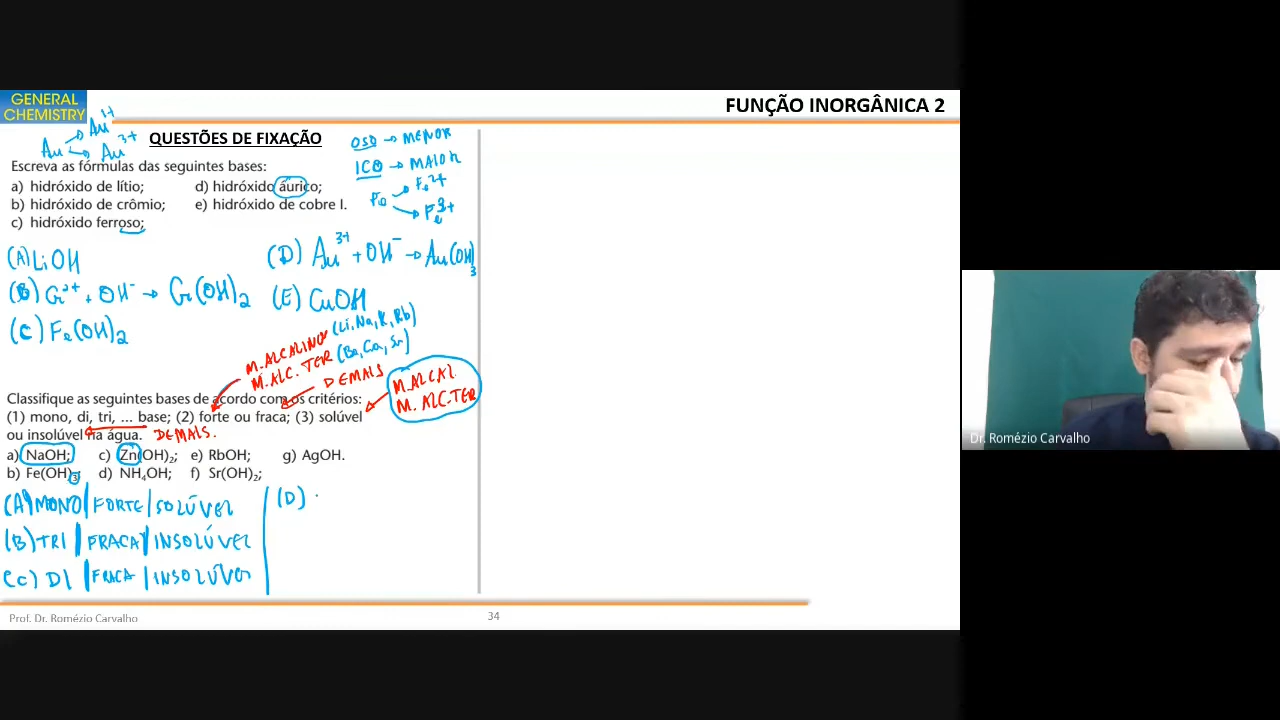 GENERAL
CHEMISTRY
FUNÇÃO INORGÂNICA 2
QUESTÕES DE FIXAÇÃO
Au → Au1+
→ Au3+
OSO → MENOR
ICO → MAIOR
Fe → Fe2+
→ Fe3+
Escreva as fórmulas das seguintes bases:
a) hidróxido de lítio; d) hidróxido áurico;
b) hidróxido de crômio; e) hidróxido de cobre I.
c) hidróxido ferroso;
(A) LiOH
(B) Cr2+ + OH- → Cr(OH)2
(C) Fe(OH)2
(D) Au3+ + OH- → Au(OH)3
(E) CuOH
M. ALCALINO (Li, Na, K, Rb)
M. ALC. TER (Ba, Ca, Sr)
DEMAIS
M. ALCAL.
M. ALC. TER
Classifique as seguintes bases de acordo com os critérios:
(1) mono, di, tri, ... base; (2) forte ou fraca; (3) solúvel
ou insolúvel na água. DEMAIS.
a) NaOH; c) Zn(OH)2; e) RbOH; g) AgOH.
b) Fe(OH)3 d) NH4OH; f) Sr(OH)2;
(A) MONO | FORTE | SOLÚVEL
(B) TRI | FRACA | INSOLÚVEL
(C) DI | FRACA | INSOLÚVEL
(D)
Prof. Dr. Romézio Carvalho
34
Dr. Romézio Carvalho